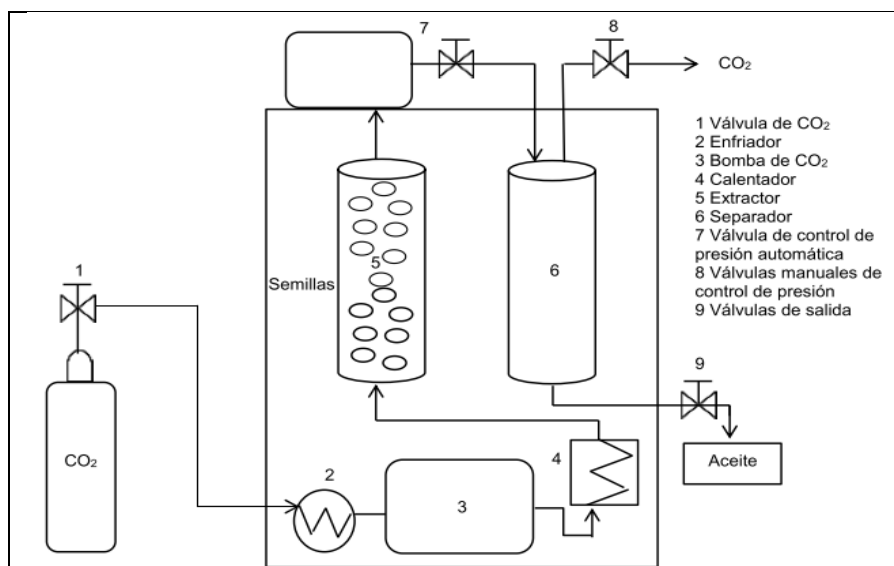 7
8
CO₂
1 Válvula de CO₂
2 Enfriador
3 Bomba de CO₂
4 Calentador
5 Extractor
6 Separador
7 Válvula de control de
presión automática
8 Válvulas manuales de
control de presión
9 Válvulas de salida
1
Semillas
5
6
9
CO₂
2
3
4
Aceite